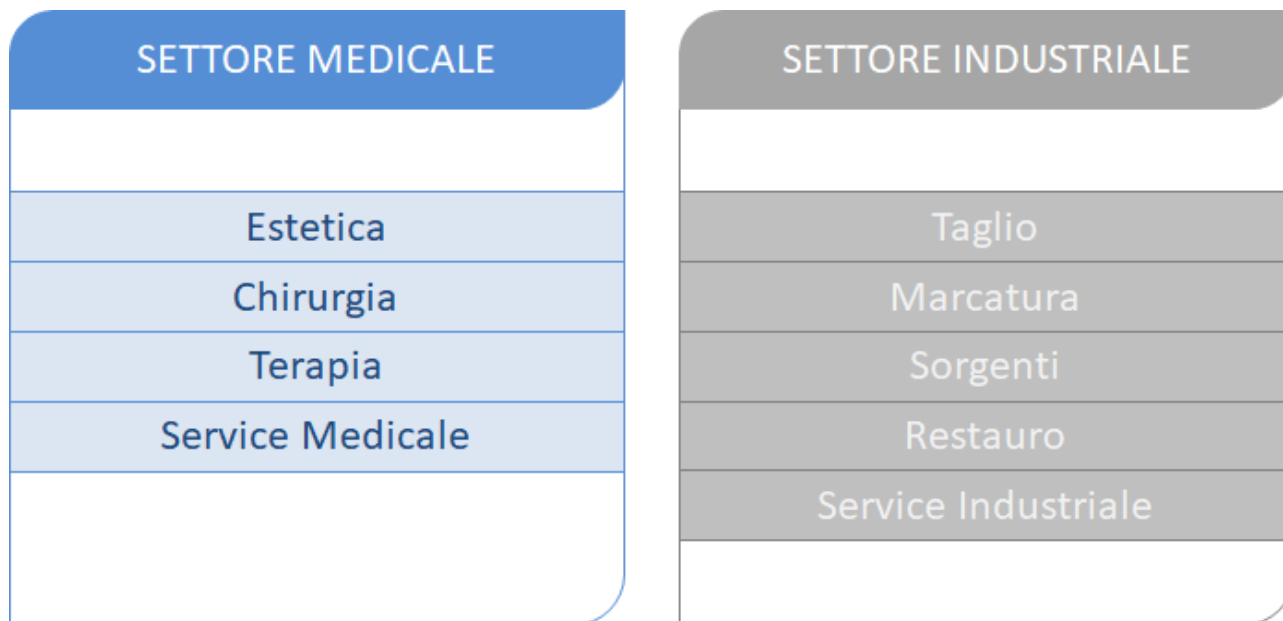 SETTORE MEDICALE
Estetica
Chirurgia
Terapia
Service Medicale
SETTORE INDUSTRIALE
Taglio
Marcatura
Sorgenti
Restauro
Service Industriale